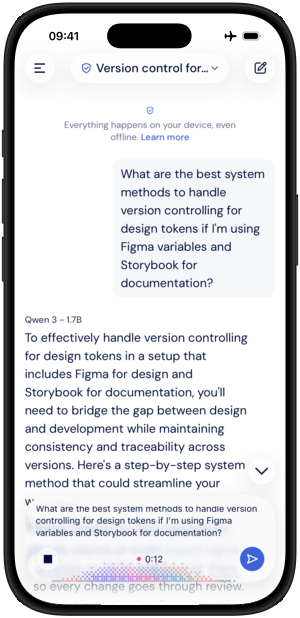 09:41
Version control for...
Everything happens on your device, even
offline. Learn more
What are the best system
methods to handle
version controlling for
design tokens if I'm using
Figma variables and
Storybook for
documentation?
Qwen 3 – 1.7B
To effectively handle version controlling
for design tokens in a setup that
includes Figma for design and
Storybook for documentation, you'll
need to bridge the gap between design
and development while maintaining
consistency and traceability across
versions. Here's a step-by-step system
method that could streamline your
What are the best systems methods to handle version
controlling for design tokens if I'm using Figma
variables and Storybook for documentation?
0:12
so every change goes through review.